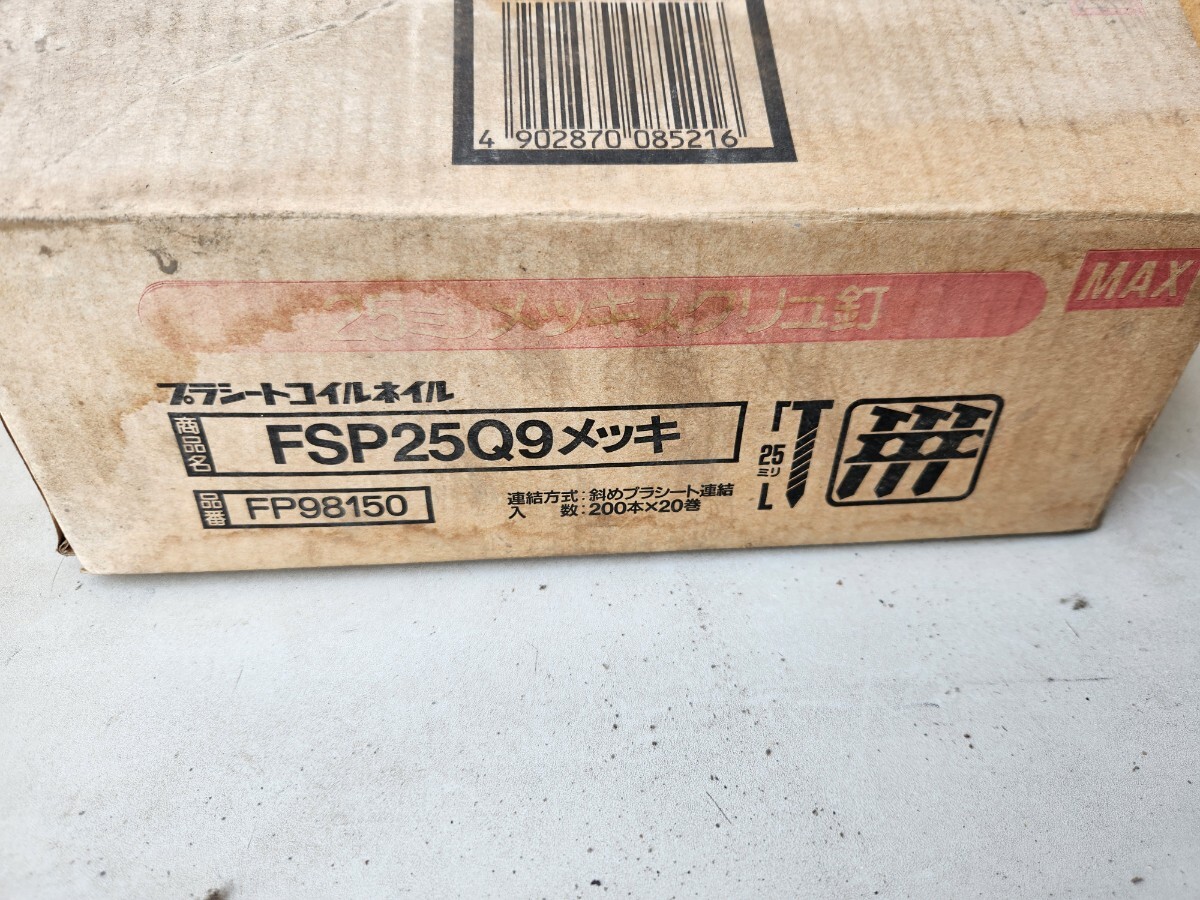 4 902870 085216
25ミリメッキスクリュ釘
MAX
プラシートコイルネイル
商品名 FSP25Q9メッキ
品番 FP98150
連結方式:斜めプラシート連結
入 数:200本×20巻
25
ミリ
L